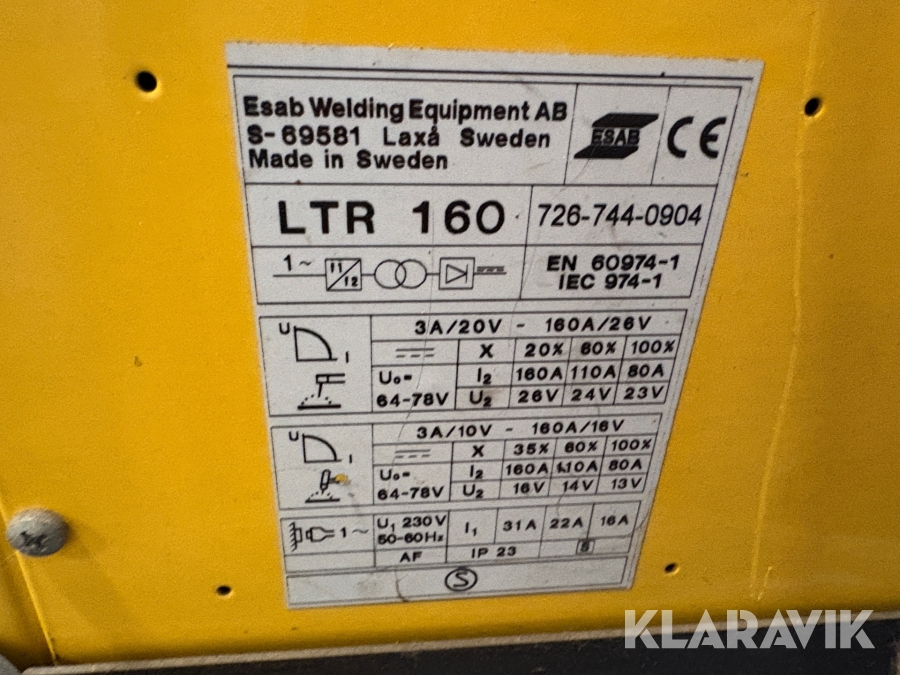 Esab Welding Equipment AB
S-69581 Laxå Sweden
Made in Sweden
ESAB
CE
LTR 160
726-744-0904
1~
f1
f2
EN 60974-1
IEC 974-1
U
I
3A/20V - 160A/26V
X 20% 60% 100%
U₀=
64-78V
I₂ 160A 110A 80A
U₂ 26V 24V 23V
U
I
3A/10V - 160A/16V
X 35% 60% 100%
U₀=
64-78V
I₂ 160A 110A 80A
U₂ 16V 14V 13V
1~
U₁ 230V
50-60Hz
I₁ 31A 22A 16A
AF IP 23 S
S
KLARAVIK